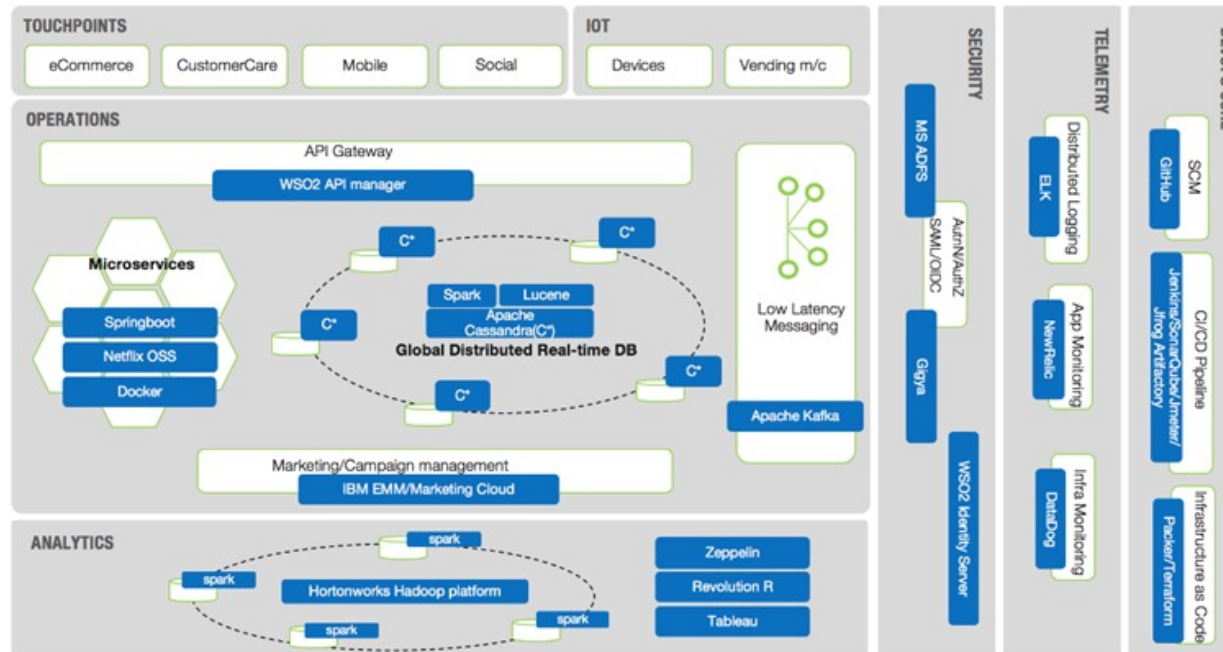 TOUCHPOINTS
eCommerce
CustomerCare
Mobile
Social
IOT
Devices
Vending m/c
OPERATIONS
API Gateway
WSO2 API manager
Microservices
Springboot
Netflix OSS
Docker
C*
C*
C*
C*
C*
Spark
Lucene
Apache
Cassandra(C*)
Global Distributed Real-time DB
Low Latency
Messaging
Apache Kafka
Marketing/Campaign management
IBM EMM/Marketing Cloud
ANALYTICS
spark
spark
spark
spark
Hortonworks Hadoop platform
Zeppelin
Revolution R
Tableau
SECURITY
MS ADFS
AutnN/AuthZ
SAML/OIDC
Gigya
WSO2 Identity Server
TELEMETRY
Distributed Logging
ELK
App Monitoring
NewRelic
Infra Monitoring
DataDog
SCM
GitHub
CI/CD Pipeline
Jenkins/SonarQube/Jmeter/
Jfrog Artifactory
Infrastructure as Code
Packer/Terraform